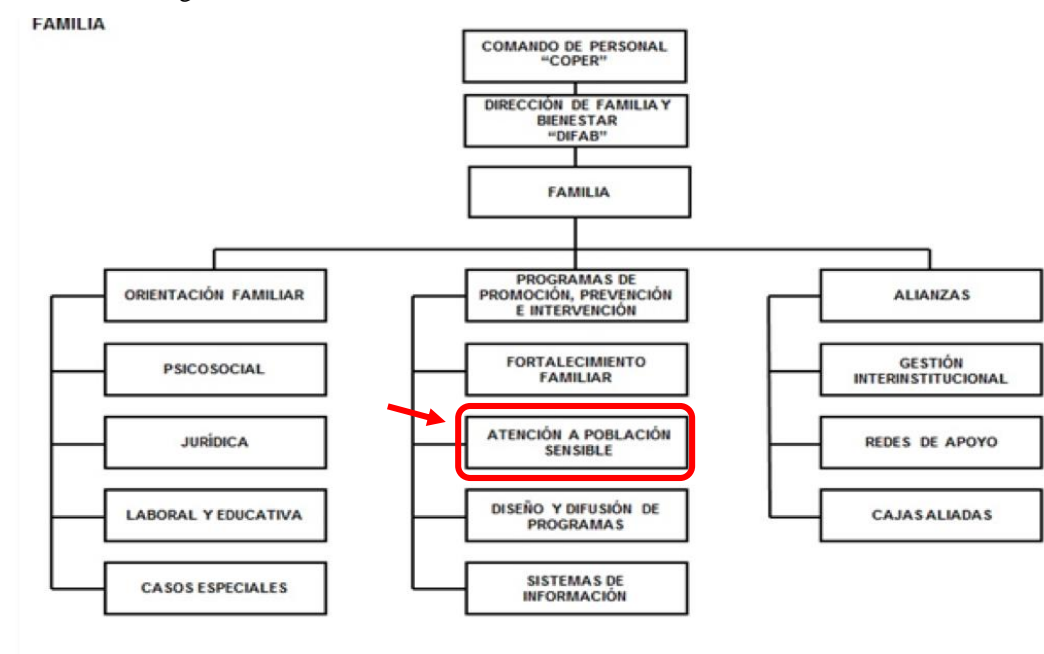 FAMILIA
COMANDO DE PERSONAL
“COPER”
DIRECCIÓN DE FAMILIA Y
BIENESTAR
“DIFAB”
FAMILIA
ORIENTACIÓN FAMILIAR
PSICOSOCIAL
JURÍDICA
LABORAL Y EDUCATIVA
CASOS ESPECIALES
PROGRAMAS DE
PROMOCIÓN, PREVENCIÓN
E INTERVENCIÓN
FORTALECIMIENTO
FAMILIAR
ATENCIÓN A POBLACIÓN
SENSIBLE
DISEÑO Y DIFUSIÓN DE
PROGRAMAS
SISTEMAS DE
INFORMACIÓN
ALIANZAS
GESTIÓN
INTERINSTITUCIONAL
REDES DE APOYO
CAJAS ALIADAS